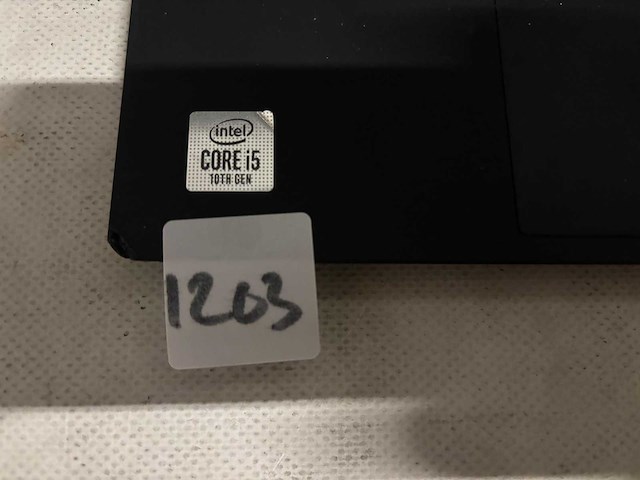 intel
CORE i5
10TH GEN
1203